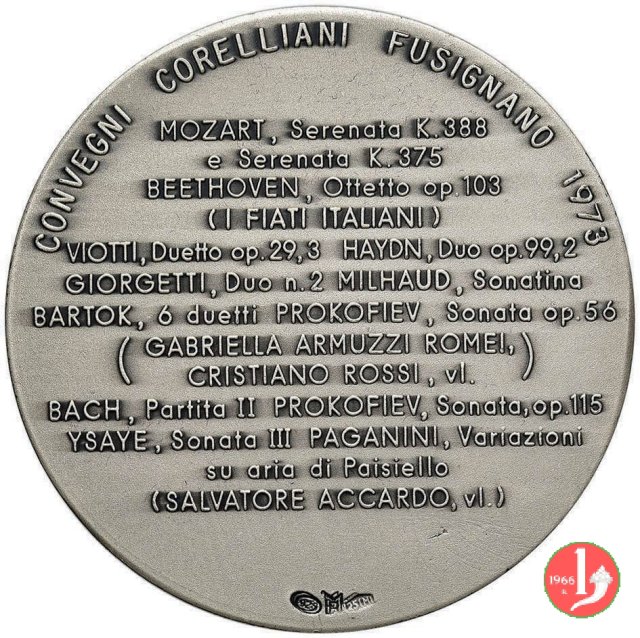 CONVEGNI CORELLIANI FUSIGNANO 1973
MOZART, Serenata K.388
e Serenata K.375
BEETHOVEN, Ottetto op.103
(I FIATI ITALIANI)
VIOTTI, Duetto op.29,3 HAYDN, Duo op.99,2
GIORGETTI, Duo n.2 MILHAUD, Sonatina
BARTOK, 6 duetti PROKOFIEV, Sonata op.56
(GABRIELLA ARMUZZI ROMEI,
CRISTIANO ROSSI, vl.)
BACH, Partita II PROKOFIEV, Sonata, op.115
YSAYE, Sonata III PAGANINI, Variazioni
su aria di Paisiello
(SALVATORE ACCARDO, vl.)
1966